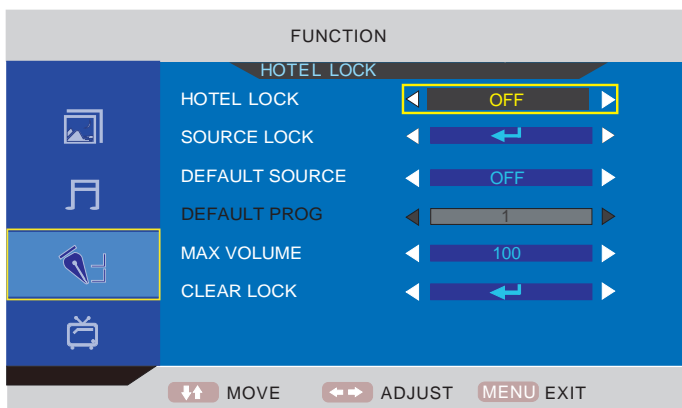 FUNCTION
HOTEL LOCK
HOTEL LOCK OFF
SOURCE LOCK
DEFAULT SOURCE OFF
DEFAULT PROG 1
MAX VOLUME 100
CLEAR LOCK
MOVE ADJUST MENU EXIT